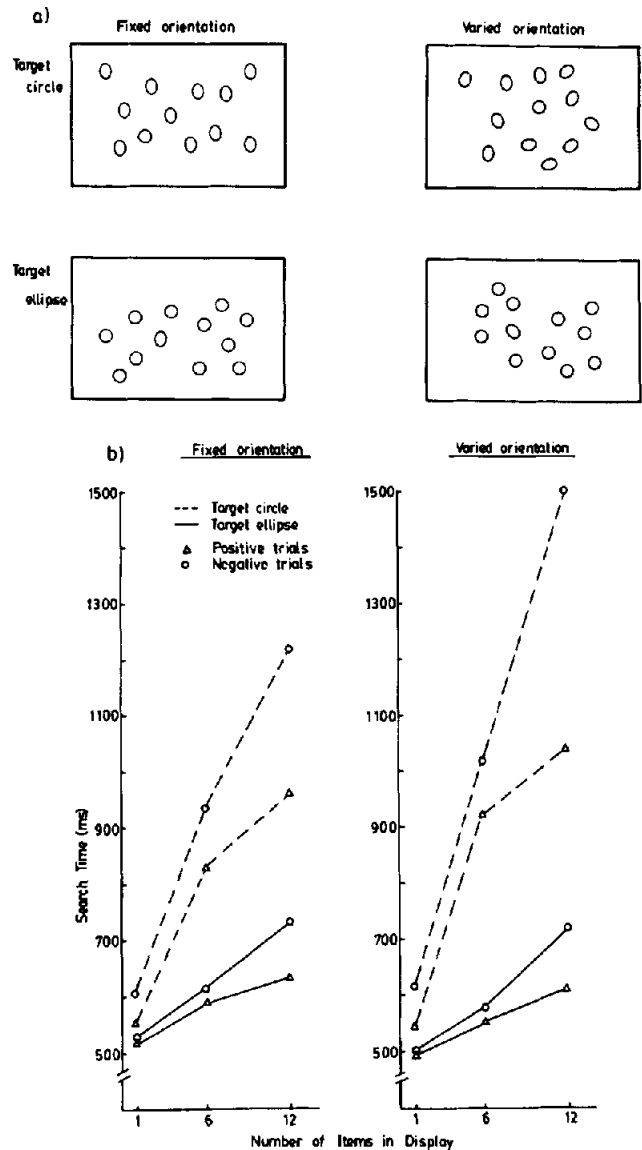 a)
Fixed orientation
Varied orientation
Target
circle
Target
ellipse
b)
Fixed orientation
Varied orientation
1500
1300
1100
900
700
500
Search Time (ms)
Target circle
Target ellipse
Positive trials
Negative trials
1500
1300
1100
900
700
500
1 6 12
1 6 12
Number of Items in Display